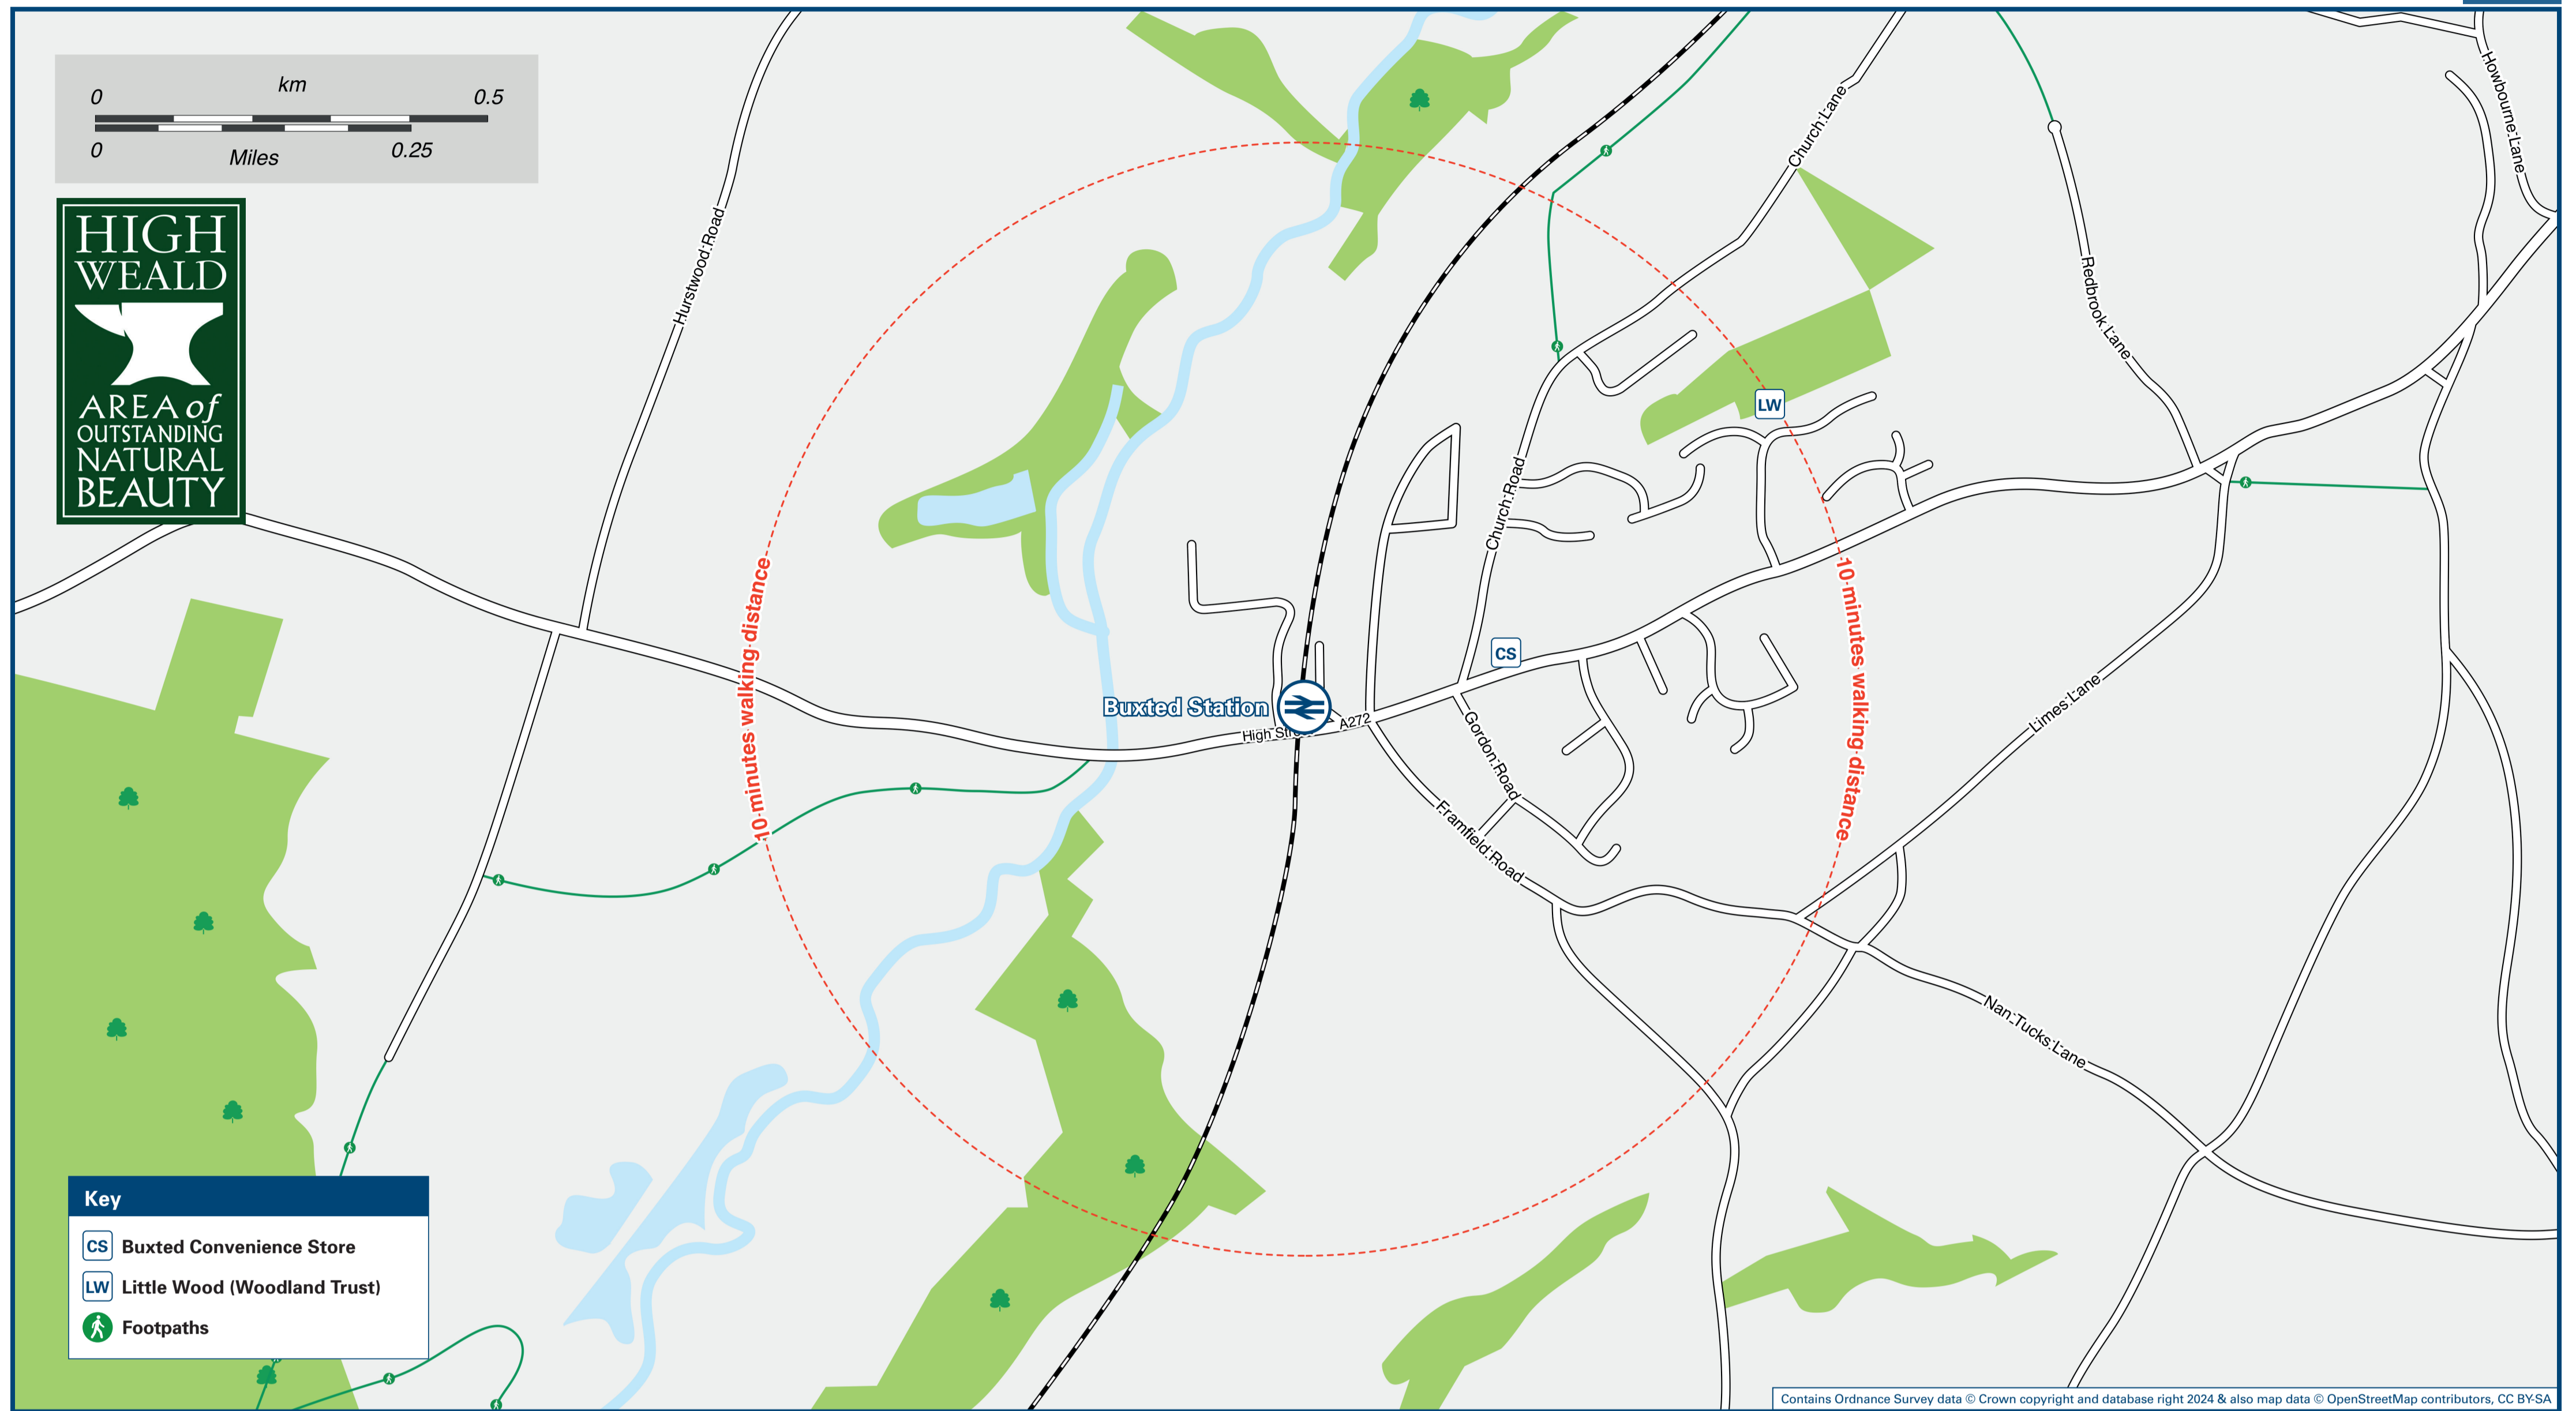 km
0
0.5
0
Miles
0.25
HIGH
WEALD
AREA of
OUTSTANDING
NATURAL
BEAUTY
Hurstwood Road
Church Lane
Howbourne Lane
Redbrook Lane
LW
Church Road
10 minutes walking distance
10 minutes walking distance
CS
Buxted Station
A272
High
Gordon Road
Limes Lane
Framfield Road
Nan Tucks Lane
Key
CS Buxted Convenience Store
LW Little Wood (Woodland Trust)
Footpaths
Contains Ordnance Survey data © Crown copyright and database right 2024 & also map data © OpenStreetMap contributors, CC BY-SA